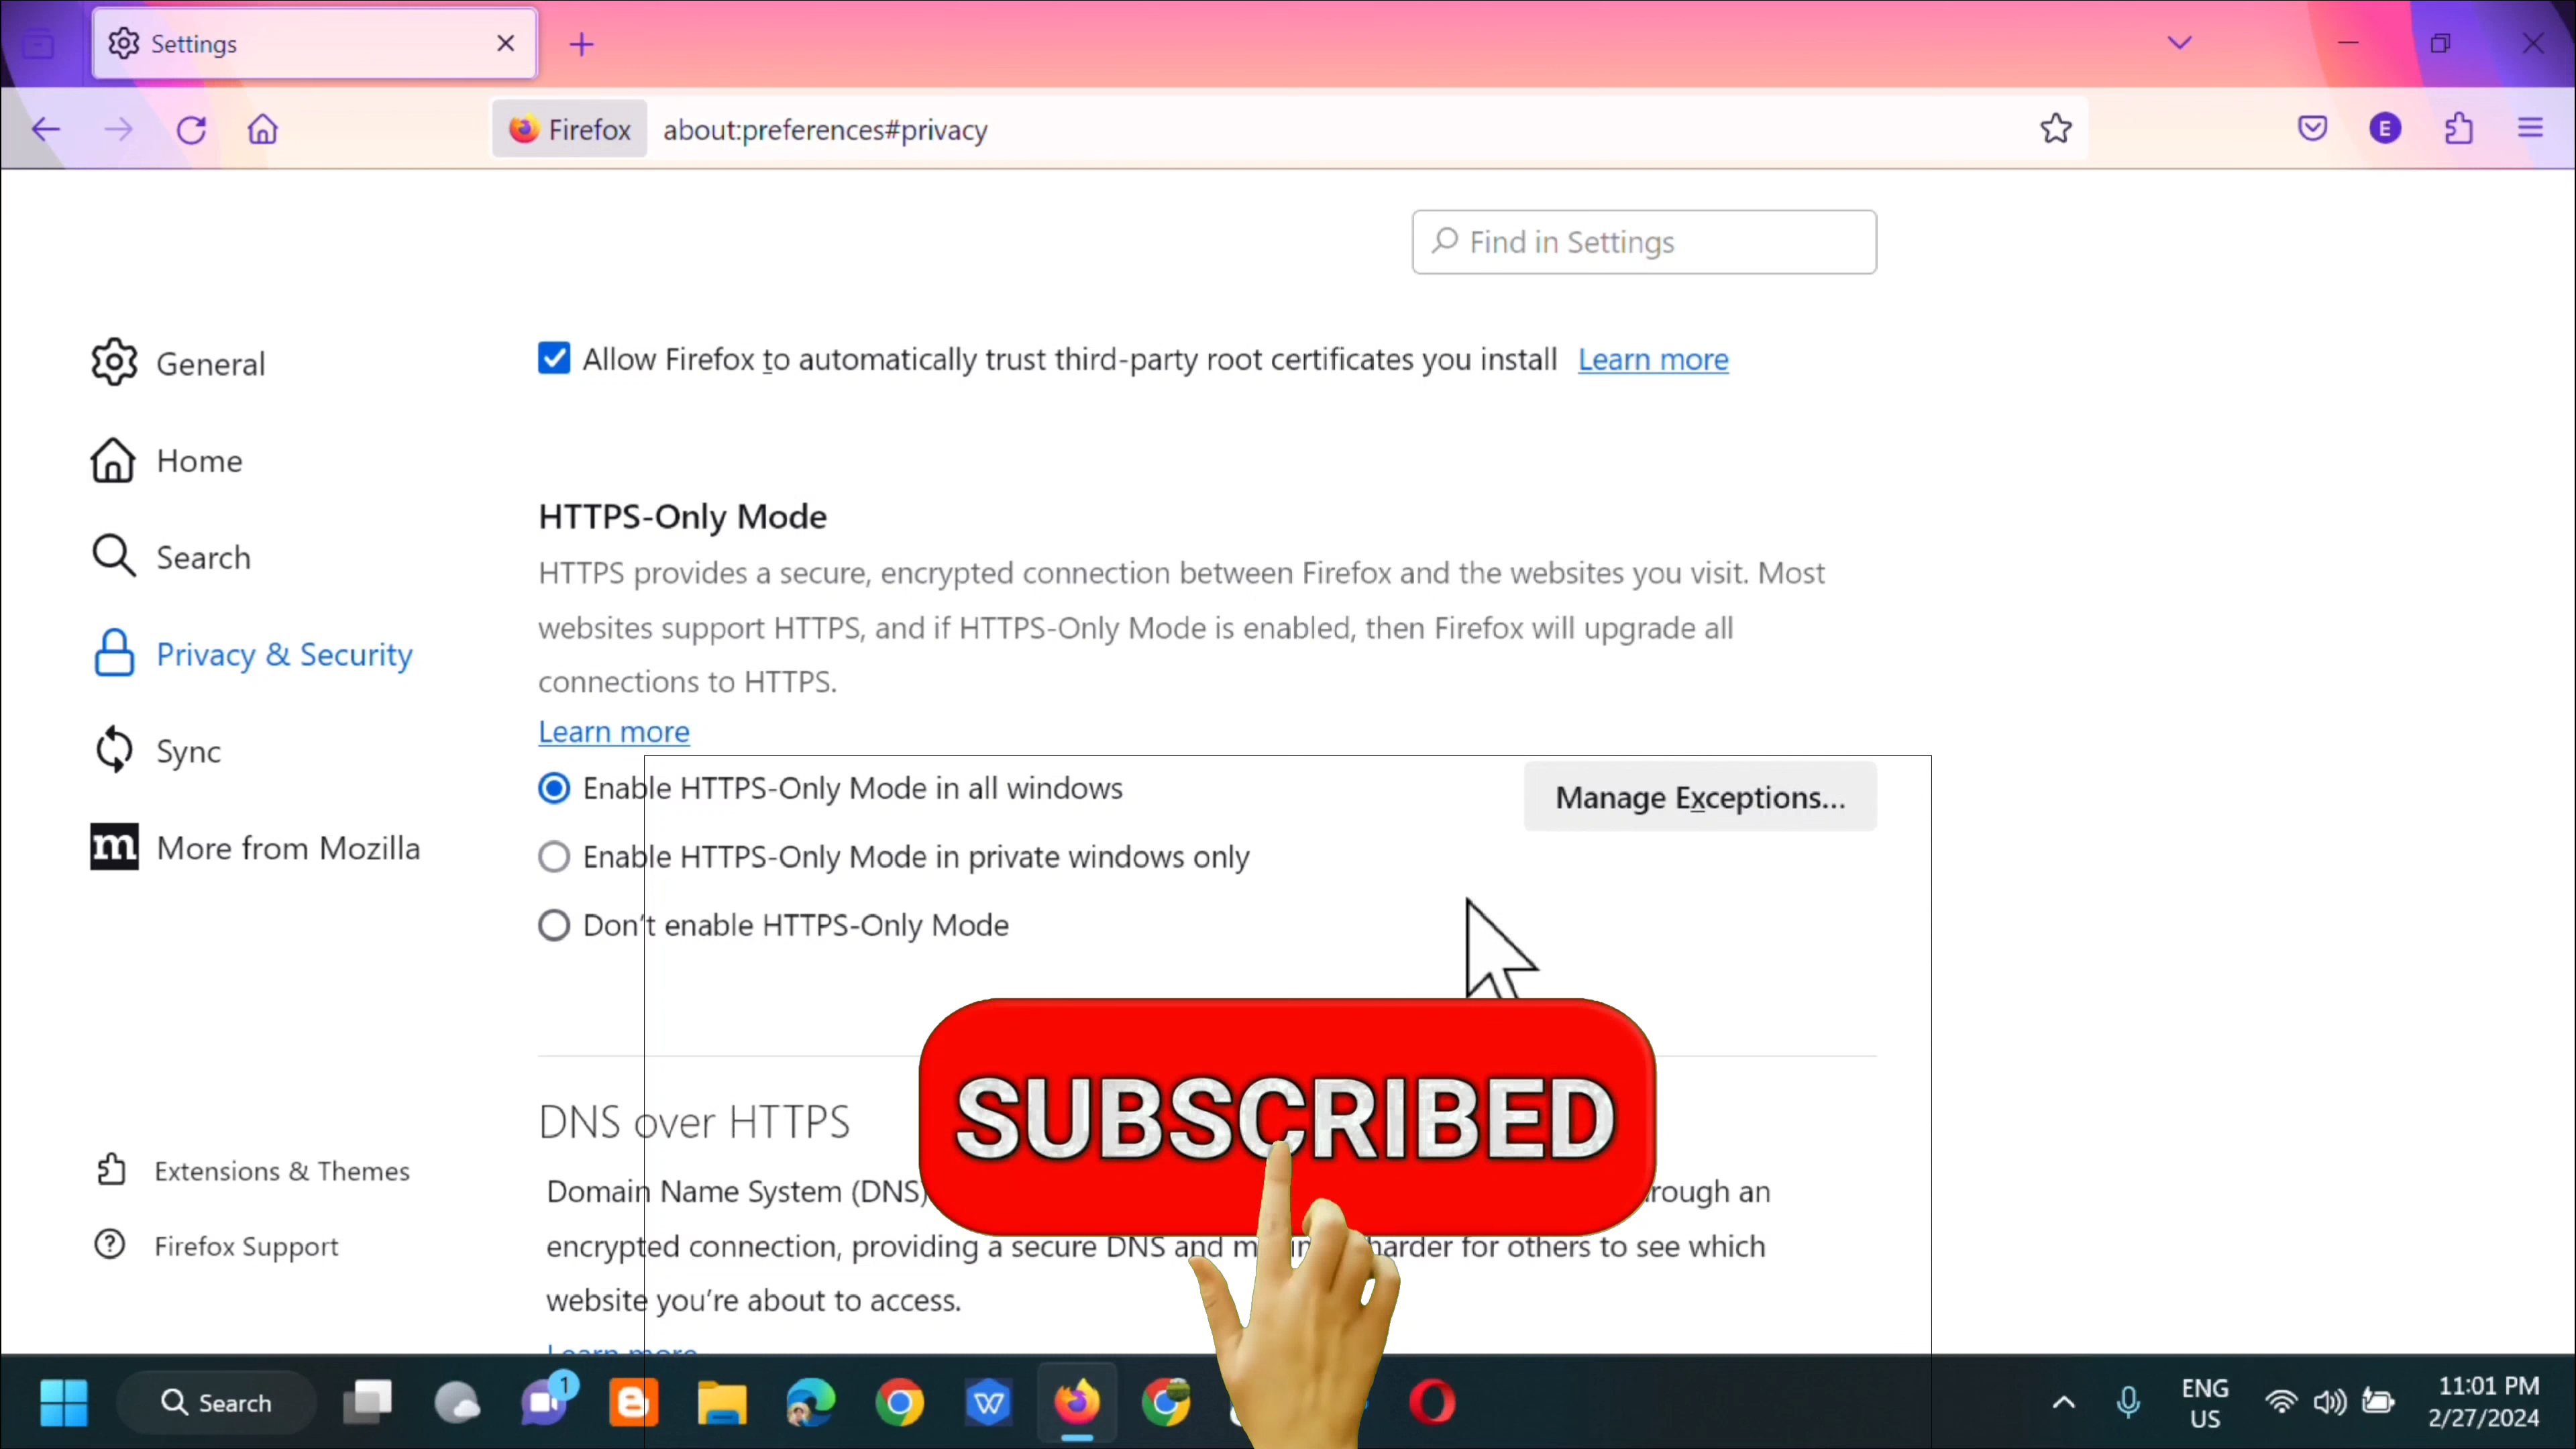 Settings
Firefox
about:preferences#privacy
E
Find in Settings
General
Home
Search
Privacy & Security
Sync
m
More from Mozilla
Extensions & Themes
Firefox Support
Allow Firefox to automatically trust third-party root certificates you install Learn more
HTTPS-Only Mode
HTTPS provides a secure, encrypted connection between Firefox and the websites you visit. Most
websites support HTTPS, and if HTTPS-Only Mode is enabled, then Firefox will upgrade all
connections to HTTPS.
Learn more
Enable HTTPS-Only Mode in all windows
Manage Exceptions...
Enable HTTPS-Only Mode in private windows only
Don't enable HTTPS-Only Mode
DNS over HTTPS
SUBSCRIBED
Domain Name System (DNS) rough an
encrypted connection, providing a secure DNS and harder for others to see which
website you're about to access.
Learn more
Search
1
W
ENG
US
11:01 PM
2/27/2024